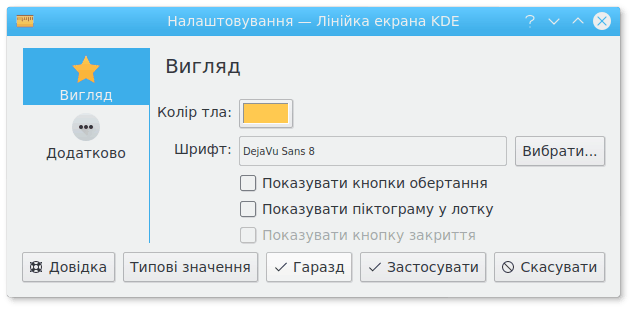 Налаштовування — Лінійка екрана KDE
Вигляд
Додатково
Вигляд
Колір тла:
Шрифт: DejaVu Sans 8 Вибрати...
Показувати кнопки обертання
Показувати піктограму у лотку
Показувати кнопку закриття
Довідка Типові значення Гаразд Застосувати Скасувати